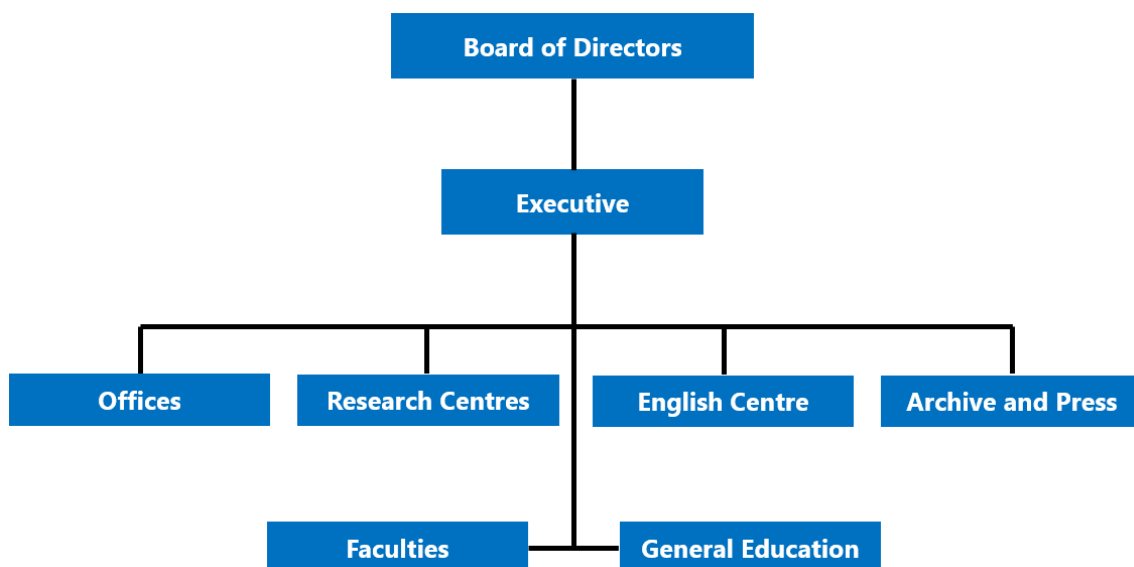 Board of Directors
Executive
Offices
Research Centres
English Centre
Archive and Press
Faculties
General Education